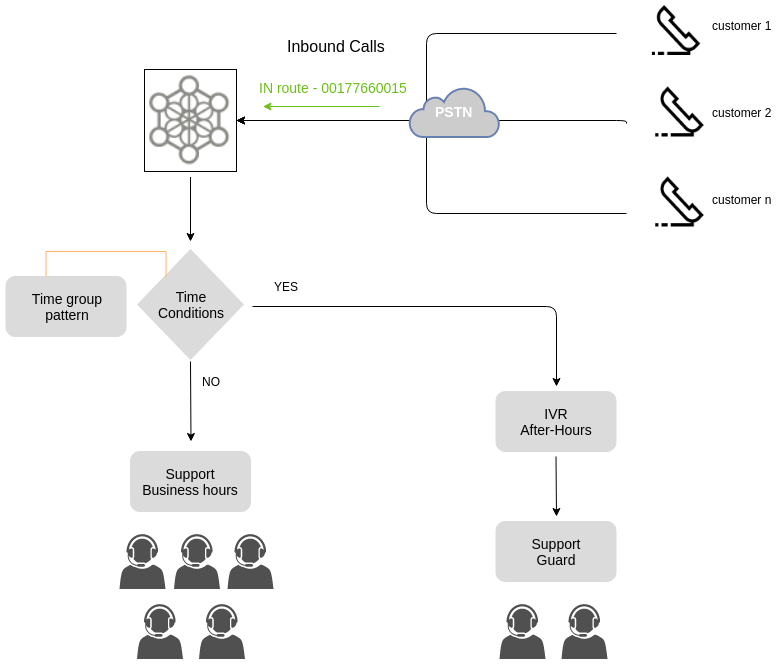 customer 1
Inbound Calls
IN route - 00177660015
PSTN
customer 2
customer n
Time group
pattern
Time
Conditions
YES
NO
IVR
After-Hours
Support
Business hours
Support
Guard